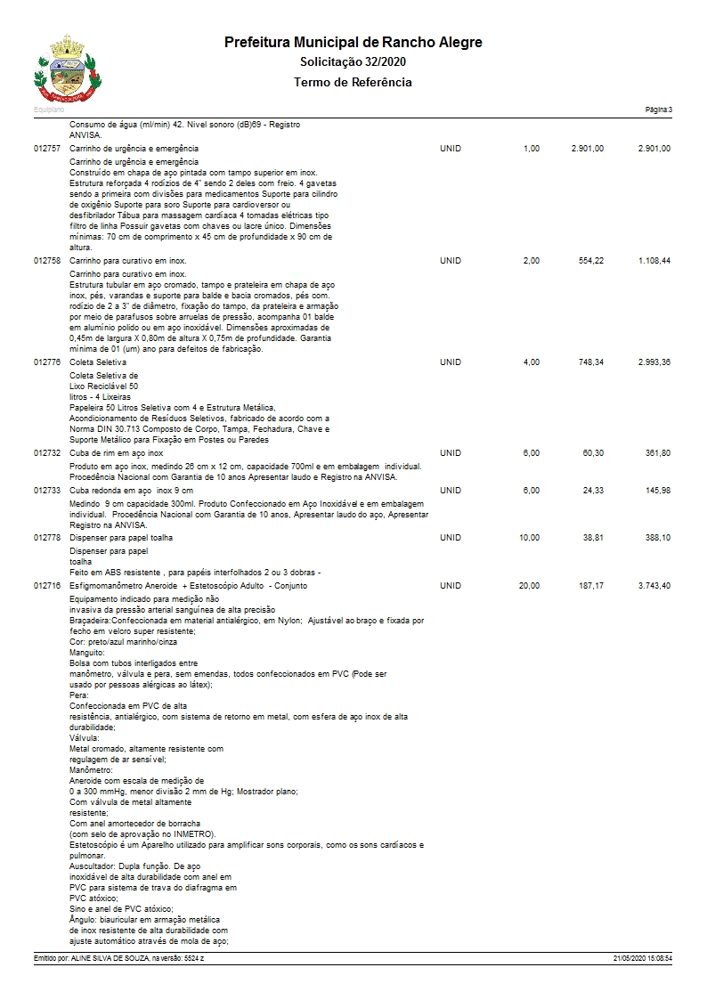 Prefeitura Municipal de Rancho Alegre
Solicitação 32/2020
Termo de Referência
Equiplano Página:3
Consumo de água (ml/min) 42. Nivel sonoro (dB)69 - Registro
ANVISA.
012757 Carrinho de urgência e emergência UNID 1,00 2.901,00 2.901,00
Carrinho de urgência e emergência
Construído em chapa de aço pintada com tampo superior em inox.
Estrutura reforçada 4 rodízios de 4" sendo 2 deles com freio. 4 gavetas
sendo a primeira com divisões para medicamentos Suporte para cilindro
de oxigênio Suporte para soro Suporte para cardioversor ou
desfibrilador Tábua para massagem cardíaca 4 tomadas elétricas tipo
filtro de linha Possuir gavetas com chaves ou lacre único. Dimensões
mínimas: 70 cm de comprimento x 45 cm de profundidade x 90 cm de
altura.
012758 Carrinho para curativo em inox. UNID 2,00 554,22 1.108,44
Carrinho para curativo em inox.
Estrutura tubular em aço cromado, tampo e prateleira em chapa de aço
inox, pés, varandas e suporte para balde e bacia cromados, pés com.
rodízio de 2 a 3" de diâmetro, fixação do tampo, da prateleira e armação
por meio de parafusos sobre arruelas de pressão, acompanha 01 balde
em alumínio polido ou em aço inoxidável. Dimensões aproximadas de
0,45m de largura X 0,80m de altura X 0,75m de profundidade. Garantia
mínima de 01 (um) ano para defeitos de fabricação.
012776 Coleta Seletiva UNID 4,00 748,34 2.993,36
Coleta Seletiva de
Lixo Reciclável 50
litros - 4 Lixeiras
Papeleira 50 Litros Seletiva com 4 e Estrutura Metálica,
Acondicionamento de Resíduos Seletivos, fabricado de acordo com a
Norma DIN 30.713 Composto de Corpo, Tampa, Fechadura, Chave e
Suporte Metálico para Fixação em Postes ou Paredes
012732 Cuba de rim em aço inox UNID 6,00 60,30 361,80
Produto em aço inox, medindo 26 cm x 12 cm, capacidade 700ml e em embalagem individual.
Procedência Nacional com Garantia de 10 anos Apresentar laudo e Registro na ANVISA.
012733 Cuba redonda em aço inox 9 cm UNID 6,00 24,33 145,98
Medindo 9 cm capacidade 300ml. Produto Confeccionado em Aço Inoxidável e em embalagem
individual. Procedência Nacional com Garantia de 10 anos, Apresentar laudo do aço, Apresentar
Registro na ANVISA.
012778 Dispenser para papel toalha UNID 10,00 38,81 388,10
Dispenser para papel
toalha
Feito em ABS resistente , para papéis interfolhados 2 ou 3 dobras -
012716 Esfigmomanômetro Aneroide + Estetoscópio Adulto - Conjunto UNID 20,00 187,17 3.743,40
Equipamento indicado para medição não
invasiva da pressão arterial sanguínea de alta precisão
Braçadeira:Confeccionada em material antialérgico, em Nylon; Ajustável ao braço e fixada por
fecho em velcro super resistente;
Cor: preto/azul marinho/cinza
Manguito:
Bolsa com tubos interligados entre
manômetro, válvula e pera, sem emendas, todos confeccionados em PVC (Pode ser
usado por pessoas alérgicas ao látex);
Pera:
Confeccionada em PVC de alta
resistência, antialérgico, com sistema de retorno em metal, com esfera de aço inox de alta
durabilidade;
Válvula:
Metal cromado, altamente resistente com
regulagem de ar sensível;
Manômetro:
Aneroide com escala de medição de
0 a 300 mmHg, menor divisão 2 mm de Hg; Mostrador plano;
Com válvula de metal altamente
resistente;
Com anel amortecedor de borracha
(com selo de aprovação no INMETRO).
Estetoscópio é um Aparelho utilizado para amplificar sons corporais, como os sons cardíacos e
pulmonar.
Auscultador: Dupla função. De aço
inoxidável de alta durabilidade com anel em
PVC para sistema de trava do diafragma em
PVC atóxico;
Sino e anel de PVC atóxico;
Ângulo: biauricular em armação metálica
de inox resistente de alta durabilidade com
ajuste automático através de mola de aço;
Emitido por: ALINE SILVA DE SOUZA, na versão: 5524 z 21/05/2020 15:08:54